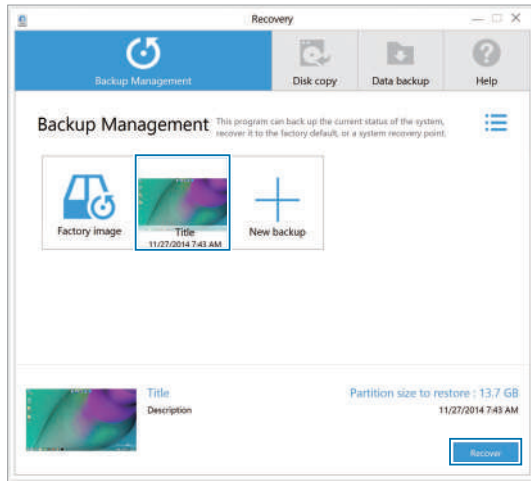 Recovery
Backup Management
Disk copy
Data backup
Help
Backup Management
This program can back up the current status of the system,
recover it to the factory default, or a system recovery point.
Factory image
Title
11/27/2014 7:43 AM
New backup
Title
Description
Partition size to restore : 13.7 GB
11/27/2014 7:43 AM
Recover